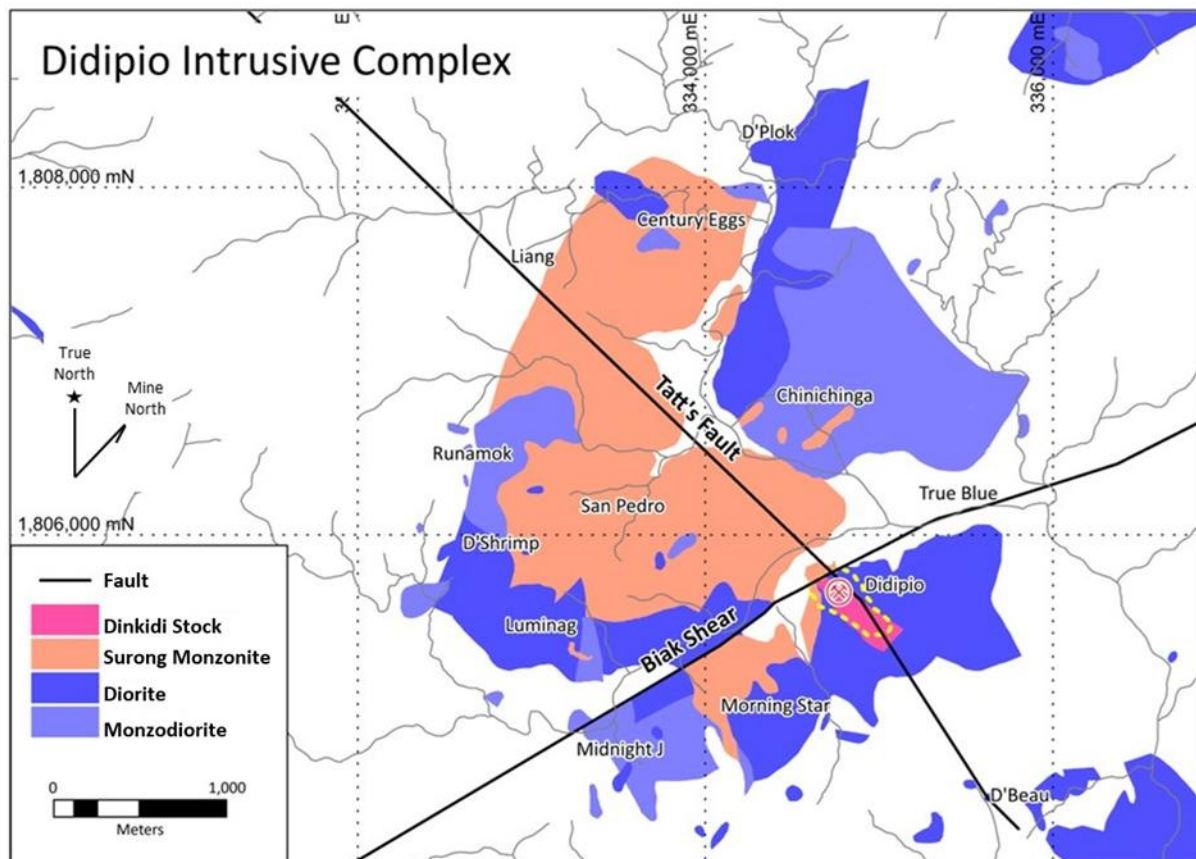 Didipio Intrusive Complex
334,000 mE
336,000 mE
D'Plok
1,808,000 mN
Century Eggs
Liang
True
North
Mine
North
Tatt's Fault
Chinichinga
Runamok
True Blue
San Pedro
1,806,000 mN
D'Shrimp
Didipio
Luminag
Biak Shear
Morning Star
Midnight J
D'Beau
Fault
Dinkidi Stock
Surong Monzonite
Diorite
Monzodiorite
0
1,000
Meters